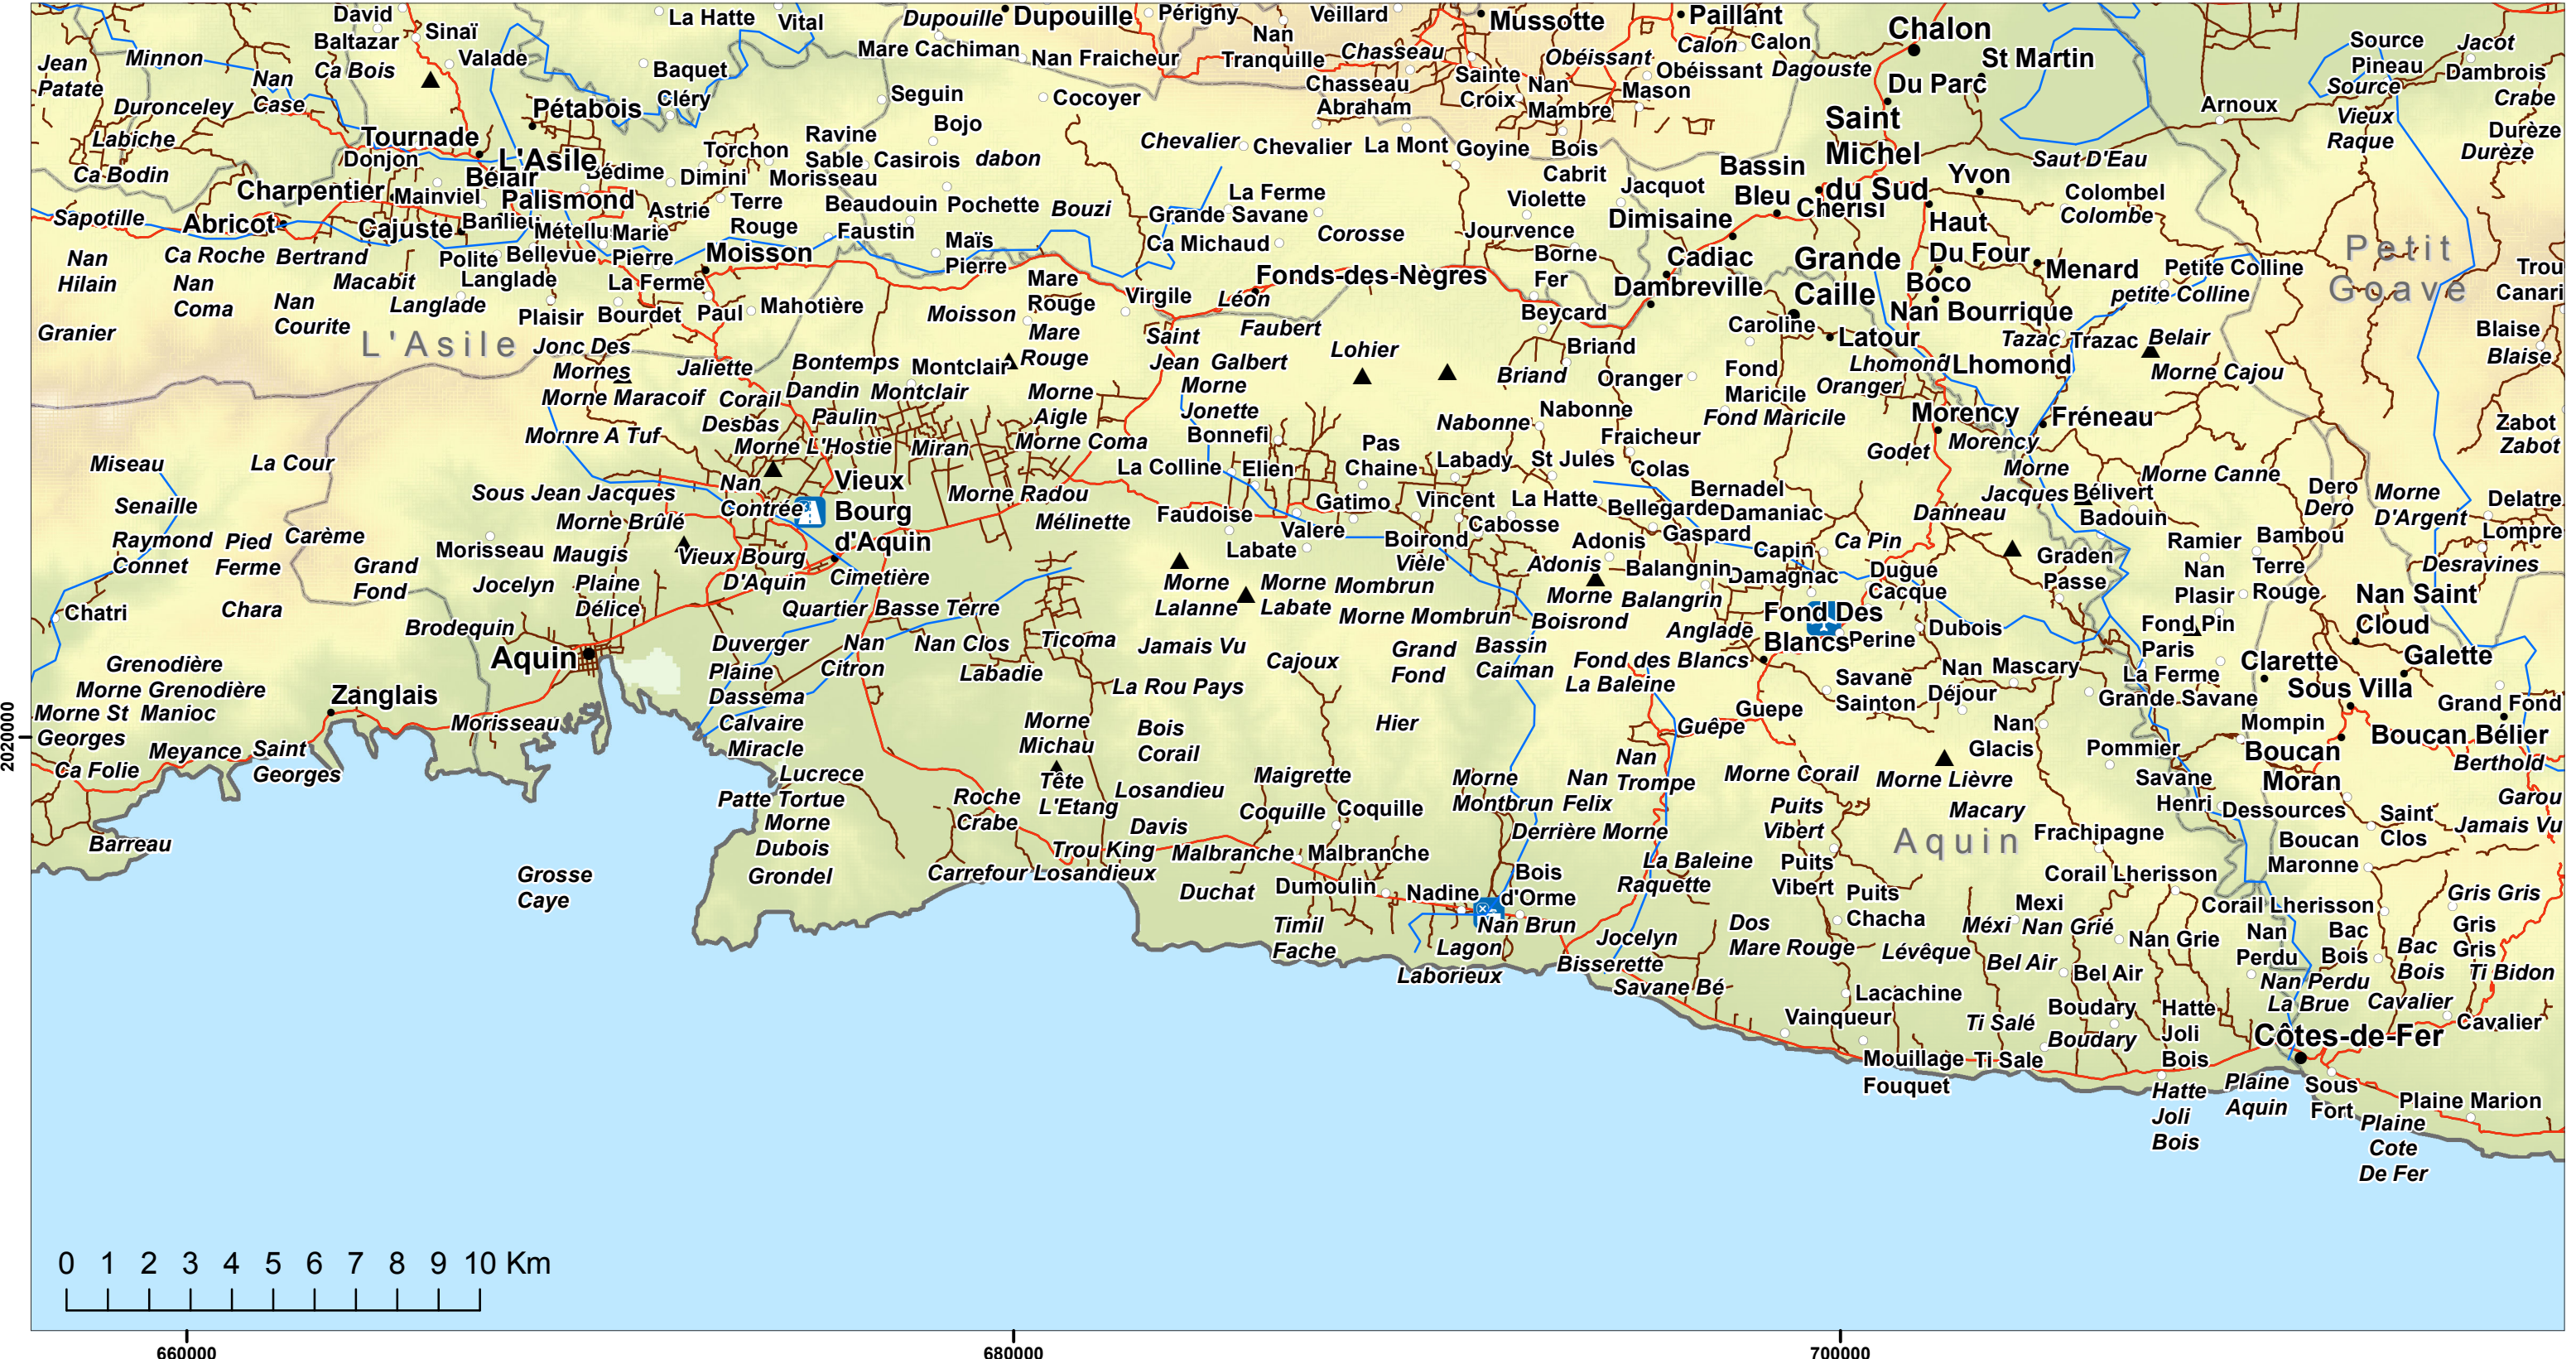 David
La Hatte
Vital
Dupouille
Dupouille
Périgny
Veillard
Mussotte
Paillant
Chalon
Baltazar
Sinaï
Mare Cachiman
Nan Fraicheur
Nan
Tranquille
Chasseau
Obéissant
Calon
Calon
Source
Pineau
Jacot
Jean
Patate
Minnon
Nan
Case
Ca Bois
Valade
Baquet
Chasseau
Abraham
Sainte
Croix
Nan
Mambre
Obéissant
Mason
Dagouste
Du Parc
St Martin
Source
Dambrois
Crabe
Duronceley
Pétabois
Cléry
Seguin
Cocoyer
Arnoux
Vieux
Raque
Labiche
Tournade
Donjon
L'Asile
Bédime
Torchon
Ravine
Sable
Bojo
Casirois
dabon
Chevalier
Chevalier
La Mont
Goyine
Bois
Cabrit
Saint
Michel
du Sud
Saut D'Eau
Durèze
Durèze
Ca Bodin
Charpentier
Mainviel
Bélair
Palismond
Dimini
Morisseau
Bassin
Bleu
Yvon
Sapotille
Abricot
Cajuste
Banlieu
Astrie
Terre
Rouge
Beaudouin
Pochette
Bouzi
La Ferme
Grande Savane
Violette
Jacquot
Chérisi
Colombel
Colombe
Ca Roche
Bertrand
Métellu
Marie
Pierre
Faustin
Ca Michaud
Corosse
Jourvence
Dimisaine
Haut
Du Four
Petit
Goave
Nan
Hilain
Nan
Coma
Macabit
Polite
Langlade
Bellevue
La Ferme
Moisson
Maïs
Pierre
Fonds-des-Nègres
Borne
Fer
Cadiac
Dambreville
Grande
Caille
Menard
Boco
Petite Colline
petite Colline
Trou
Canari
Granier
Nan
Courite
Langlade
Plaisir
Bourdet
Paul
Mahotière
Moisson
Mare
Rouge
Virgile
Léon
Beycard
Nan Bourrique
L'Asile
Jonc Des
Mornes
Jaliette
Bontemps
Montclair
Mare
Rouge
Saint
Jean
Faubert
Galbert
Lohier
Briand
Briand
Caroline
Latour
Tazac
Trazac
Belair
Blaise
Blaise
Morne Maracoif
Corail
Dandin
Montclair
Morne
Aigle
Morne
Jonette
Oranger
Fond
Maricile
Oranger
Lhomond
Lhomond
Morne Cajou
Mornre A Tuf
Desbas
Paulin
Morne L'Hostie
Miran
Morne Coma
Bonnefi
Nabonne
Nabonne
Fond Maricile
Morency
Morency
Fréneau
Zabot
Zabot
Miseau
La Cour
La Colline
Elien
Pas
Chaine
Labady
St Jules
Fraicheur
Colas
Godet
Morne
Jacques
Morne Canne
Senaille
Sous Jean Jacques
Nan
Contrée
Vieux
Bourg
d'Aquin
Morne Radou
Mélinette
Faudoise
Gatimo
Vincent
La Hatte
Bernadel
Damaniac
Danneau
Bélivert
Badouin
Dero
Dero
Morne
D'Argent
Delatre
Raymond
Connet
Pied
Ferme
Carème
Morne Brûlé
Valere
Boirond
Cabosse
Bellegarde
Gaspard
Lompre
Grand
Fond
Morisseau
Maugis
Vieux Bourg
D'Aquin
Labate
Vièle
Adonis
Adonis
Capin
Ca Pin
Graden
Passe
Ramier
Bambou
Desravines
Chatri
Chara
Jocelyn
Plaine
Délice
Cimetière
Morne
Lalanne
Morne
Labate
Mombrun
Balangnin
Damagnac
Dugue
Cacque
Nan
Plasir
Terre
Rouge
Nan Saint
Cloud
Brodequin
Quartier
Basse Terre
Morne Mombrun
Morne
Boisrond
Balangrin
Fond Des
Blancs
Fond Pin
Grenodière
Aquin
Duverger
Nan
Citron
Nan Clos
Ticoma
Jamais Vu
Grand
Fond
Bassin
Caiman
Anglade
Perine
Dubois
Paris
Clarette
Galette
Morne Grenodière
Zanglais
Plaine
Dassema
Labadie
La Rou Pays
Cajoux
Fond des Blancs
La Baleine
Savane
Sainton
Nan
Déjour
Mascary
La Ferme
Grande Savane
Sous Villa
Morne St
Georges
Manioc
Morisseau
Calvaire
Miracle
Morne
Michau
Bois
Corail
Hier
Guêpe
Guepe
Nan
Glacis
Mompin
Grand Fond
2020000
Ca Folie
Meyance
Saint
Georges
Lucrece
Tête
L'Etang
Losandieu
Maigrette
Morne
Montbrun
Nan
Felix
Nan
Trompe
Morne Corail
Morne Lièvre
Pommier
Savane
Henri
Boucan
Moran
Boucan Bélier
Berthold
Patte Tortue
Morne
Dubois
Roche
Crabe
Coquille
Coquille
Puits
Vibert
Macary
Dessources
Saint
Clos
Garou
Jamais Vu
Barreau
Grondel
Davis
Trou King
Malbranche
Malbranche
Derrière Morne
Aquin
Frachipagne
Boucan
Maronne
Grosse
Caye
Carrefour Losandieux
Duchat
Dumoulin
Nadine
Bois
d'Orme
La Baleine
Raquette
Puits
Vibert
Puits
Chacha
Corail Lherisson
Corail Lherisson
Gris Gris
Timil
Fache
Nan Brun
Lagon
Laborieux
Jocelyn
Bisserette
Dos
Mare Rouge
Lévêque
Mexi
Méxi
Nan Grié
Nan Grie
Nan
Perdu
Bac
Bois
Bac
Bois
Gris
Gris
Savane Bé
Bel Air
Bel Air
Nan Perdu
Ti Bidon
Lacachine
Vainqueur
Boudary
Boudary
Hatte
Joli
Bois
La Brue
Cavalier
Cavalier
Ti Salé
Côtes-de-Fer
Mouillage
Fouquet
Ti Sale
Hatte
Joli
Bois
Plaine
Aquin
Sous
Fort
Plaine Marion
Plaine
Cote
De Fer
0 1 2 3 4 5 6 7 8 9 10 Km
660000
680000
700000